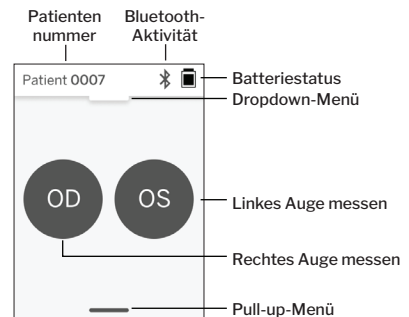 Patienten
nummer
Bluetooth-
Aktivität
Patient 0007
Batteriestatus
Dropdown-Menü
OD
OS
Linkes Auge messen
Rechtes Auge messen
Pull-up-Menü